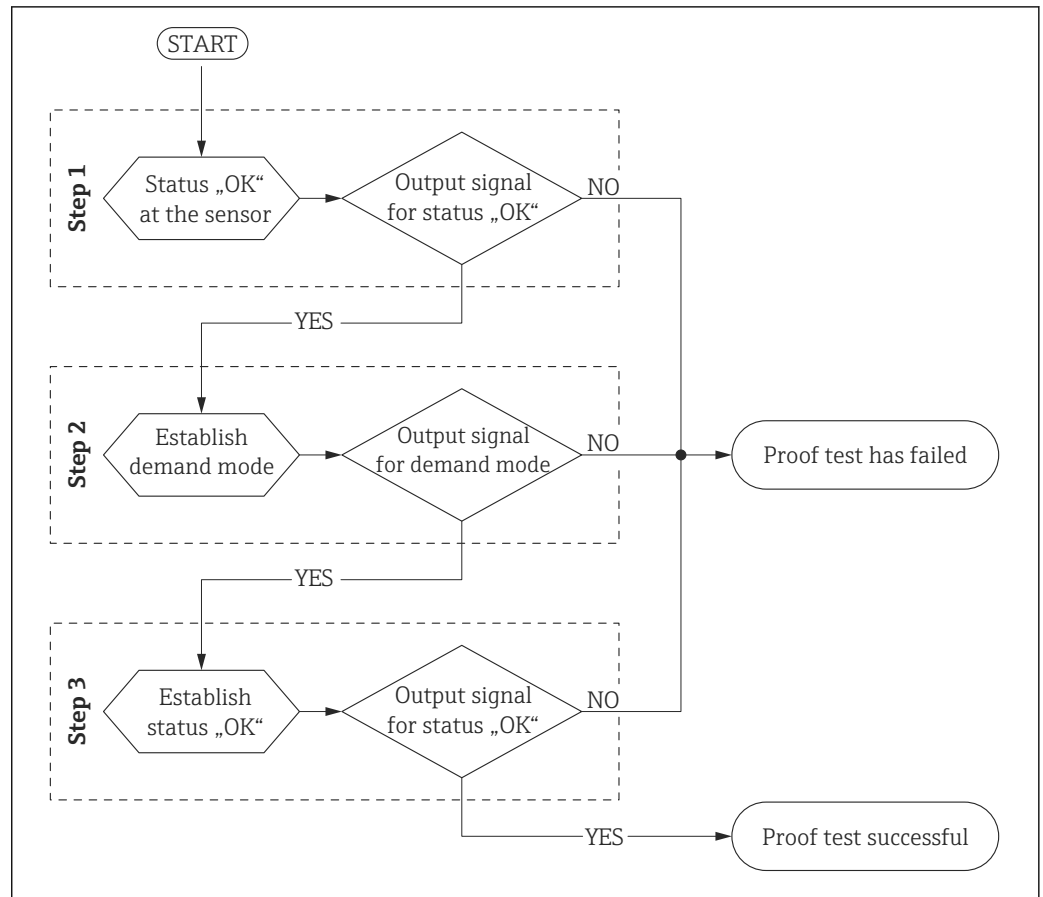 START
Step 1
Status „OK“
at the sensor
Output signal
for status „OK“
NO
YES
Step 2
Establish
demand mode
Output signal
for demand mode
NO
Proof test has failed
YES
Step 3
Establish
status „OK“
Output signal
for status „OK“
NO
YES
Proof test successful